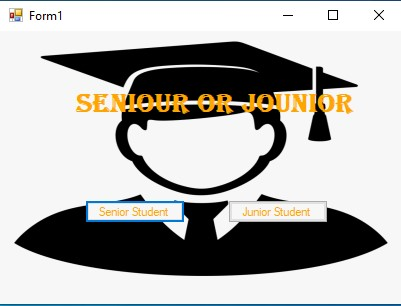 Form1
SENIOUR OR JOUNIOR
Senior Student
Junior Student